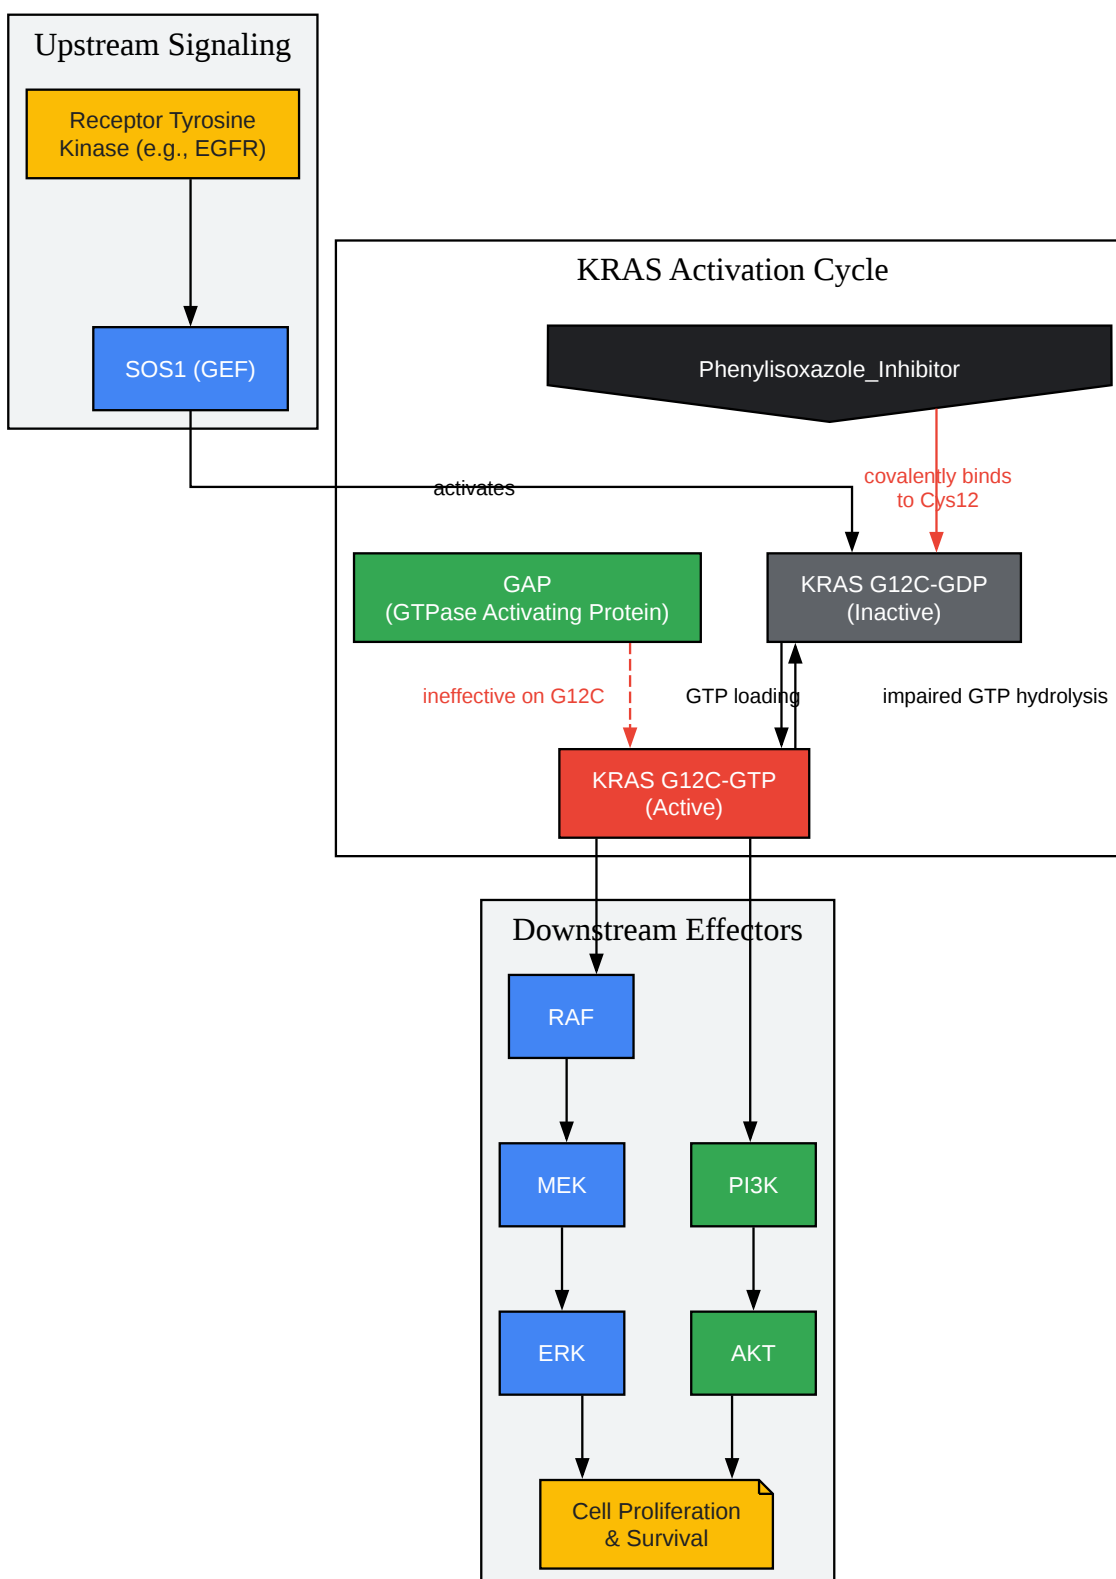 Upstream Signaling
Receptor Tyrosine
Kinase (e.g., EGFR)
SOS1 (GEF)
KRAS Activation Cycle
Phenylisoxazole_Inhibitor
activates
covalently binds
to Cys12
GAP
(GTPase Activating Protein)
KRAS G12C-GDP
(Inactive)
ineffective on G12C
GTP loading
impaired GTP hydrolysis
KRAS G12C-GTP
(Active)
Downstream Effectors
RAF
MEK
PI3K
ERK
AKT
Cell Proliferation
& Survival